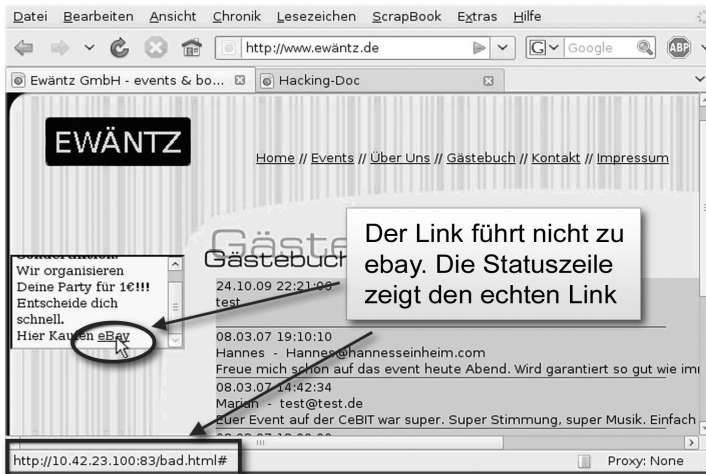 Datei Bearbeiten Ansicht Chronik Lesezeichen ScrapBook Extras Hilfe
http://www.ewäntz.de
G Google
ABP
Ewäntz GmbH - events & bo...
Hacking-Doc
EWÄNTZ
Home // Events // Über Uns // Gästebuch // Kontakt // Impressum
Gästebuch
Wir organisieren
Deine Party für 1€!!!
Entscheide dich
schnell.
Hier Kaufen eBay
Der Link führt nicht zu
ebay. Die Statuszeile
zeigt den echten Link
24.10.09 22:21:06
test
08.03.07 19:10:10
Hannes - Hannes@hannesseinheim.com
Freue mich schon auf das event heute Abend. Wird garantiert so gut wie
08.03.07 14:42:34
Marian - test@test.de
Euer Event auf der CeBIT war super. Super Stimmung, super Musik. Einfach
http://10.42.23.100:83/bad.html#
Proxy: None